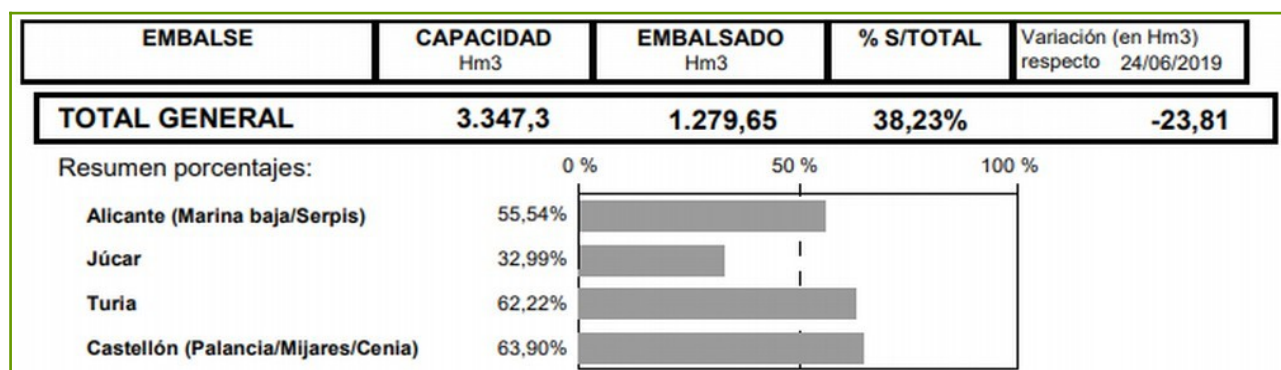 EMBALSE CAPACIDAD EMBALSADO % S/TOTAL Variación (en Hm3)
Hm3 Hm3 respecto 24/06/2019
TOTAL GENERAL 3.347,3 1.279,65 38,23% -23,81
Resumen porcentajes: 0 % 50 % 100 %
Alicante (Marina baja/Serpis) 55,54%
Júcar 32,99%
Turia 62,22%
Castellón (Palancia/Mijares/Cenia) 63,90%